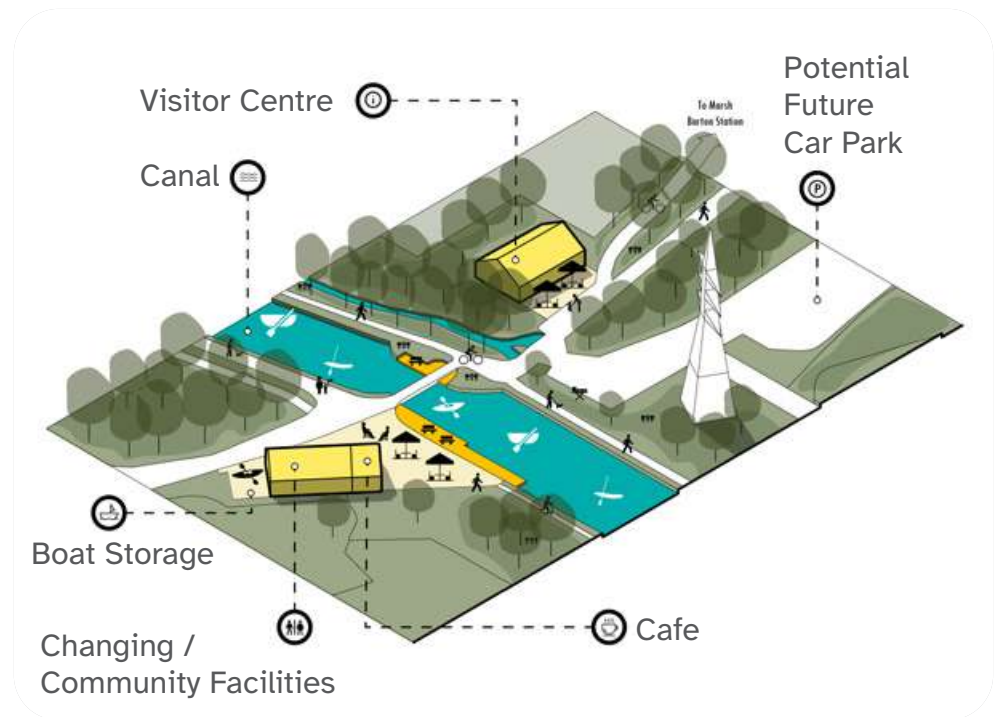 Visitor Centre
Potential
Future
Car Park
To Marsh
Barton Station
Canal
P
Boat Storage
Cafe
Changing /
Community Facilities